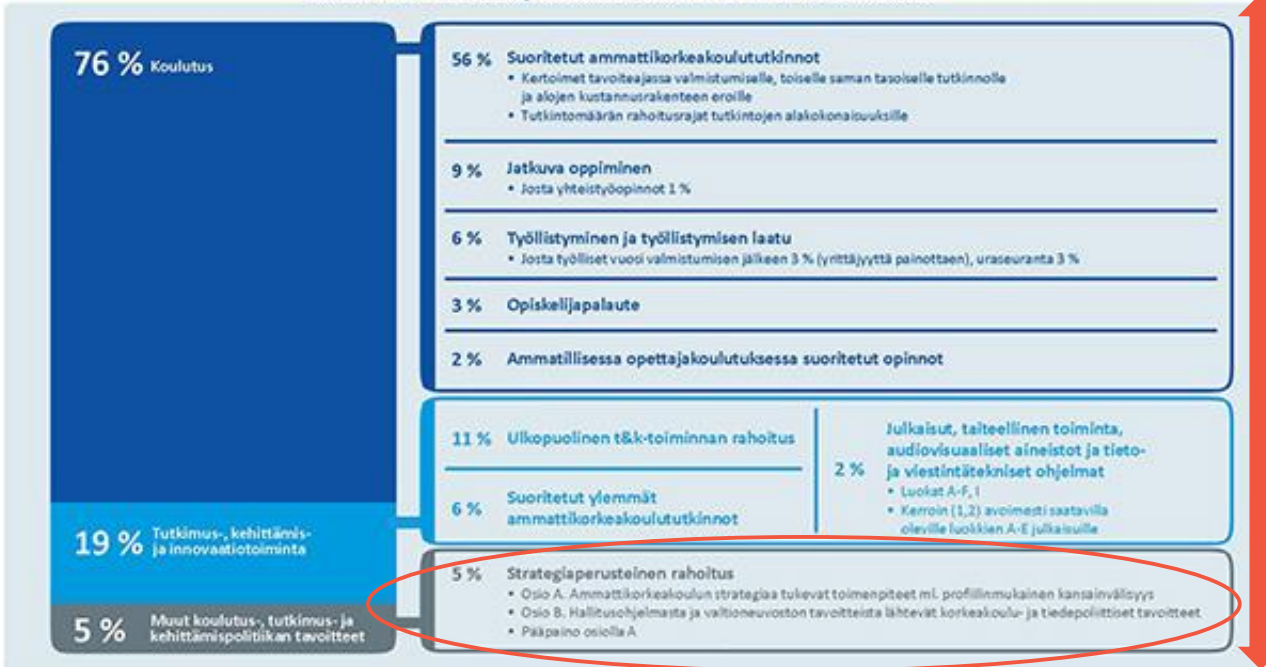 76 % Koulutus
56 % Suoritetut ammattikorkeakoulututkinnot
• Kertoimet tavoiteajassa valmistumiselle, toiselle saman tasoiselle tutkinnolle
ja alojen kustannusrakenteen eroille
• Tutkintomäärän rahoitusrajat tutkintojen alakokonaisuuksille
9 % Jatkuva oppiminen
• Josta yhteistyöopinnot 1 %
6 % Työllistyminen ja työllistymisen laatu
• Josta työlliset vuosi valmistumisen jälkeen 3 % (yrittäjyyttä painottaen), uraseuranta 3 %
3 % Opiskelijapalaute
2 % Ammatillisessa opettajakoulutuksessa suoritetut opinnot
19 % Tutkimus-, kehittämis-
ja innovaatiotoiminta
11 % Ulkopuolinen t&k-toiminnan rahoitus
6 % Suoritetut ylemmät
ammattikorkeakoulututkinnot
2 % Julkaisut, taiteellinen toiminta,
audiovisuaaliset aineistot ja tieto-
ja viestintätekniset ohjelmat
• Luokat A-F, I
• Kerroin (1,2) avoimesti saatavilla
oleville luokkien A-E julkaisuille
5 % Muut koulutus-, tutkimus- ja
kehittämispolitiikan tavoitteet
5 % Strategiaperusteinen rahoitus
• Osio A. Ammattikorkeakoulun strategiaa tukevat toimenpiteet ml. profiilinmukainen kansainvälisyys
• Osio B. Hallitusohjelmasta ja valtioneuvoston tavoitteista lähtevät korkeakoulu- ja tiedepoliittiset tavoitteet
• Pääpaino osiolla A